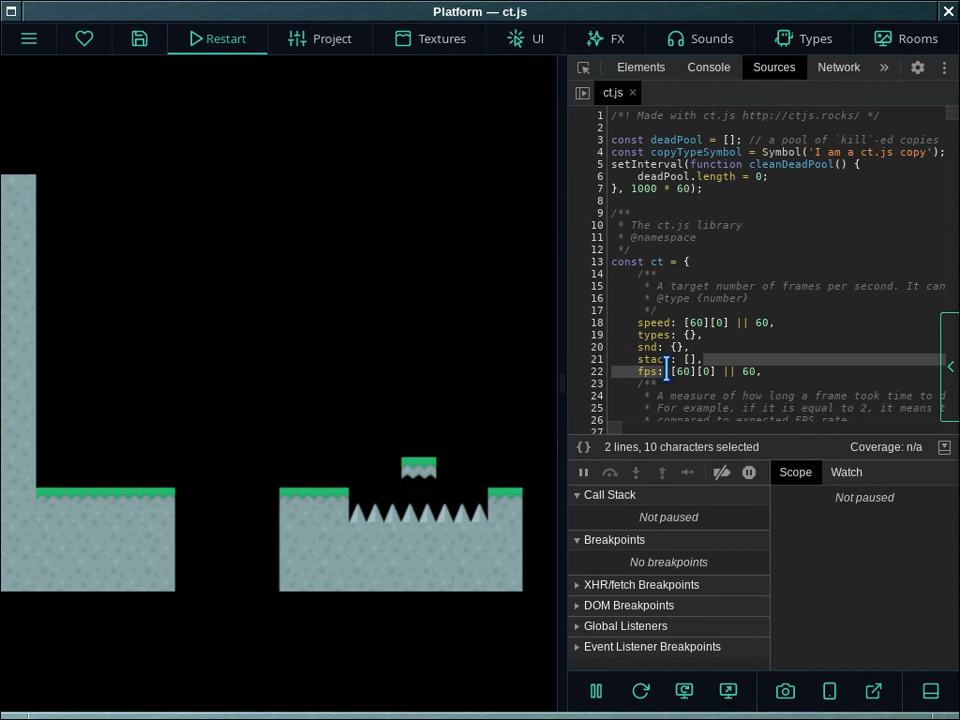 Platform — ct.js
Restart
Project
Textures
UI
FX
Sounds
Types
Rooms
Elements
Console
Sources
Network
ct.js
1 /*! Made with ct.js http://ctjs.rocks/ */
2
3 const deadPool = []; // a pool of `kill`-ed copies
4 const copyTypeSymbol = Symbol('I am a ct.js copy');
5 setInterval(function cleanDeadPool() {
6 deadPool.length = 0;
7 }, 1000 * 60);
8
9 /**
10 * The ct.js library
11 * @namespace
12 */
13 const ct = {
14 /**
15 * A target number of frames per second. It can
16 * @type {number}
17 */
18 speed: [60][0] || 60,
19 types: {},
20 snd: {},
21 stack: [],
22 fps: [60][0] || 60,
23 /**
24 * A measure of how long a frame took time to d
25 * For example, if it is equal to 2, it means t
26 * compared to expected FPS rate.
27
{} 2 lines, 10 characters selected
Coverage: n/a
Scope
Watch
Call Stack
Not paused
Not paused
Breakpoints
No breakpoints
XHR/fetch Breakpoints
DOM Breakpoints
Global Listeners
Event Listener Breakpoints